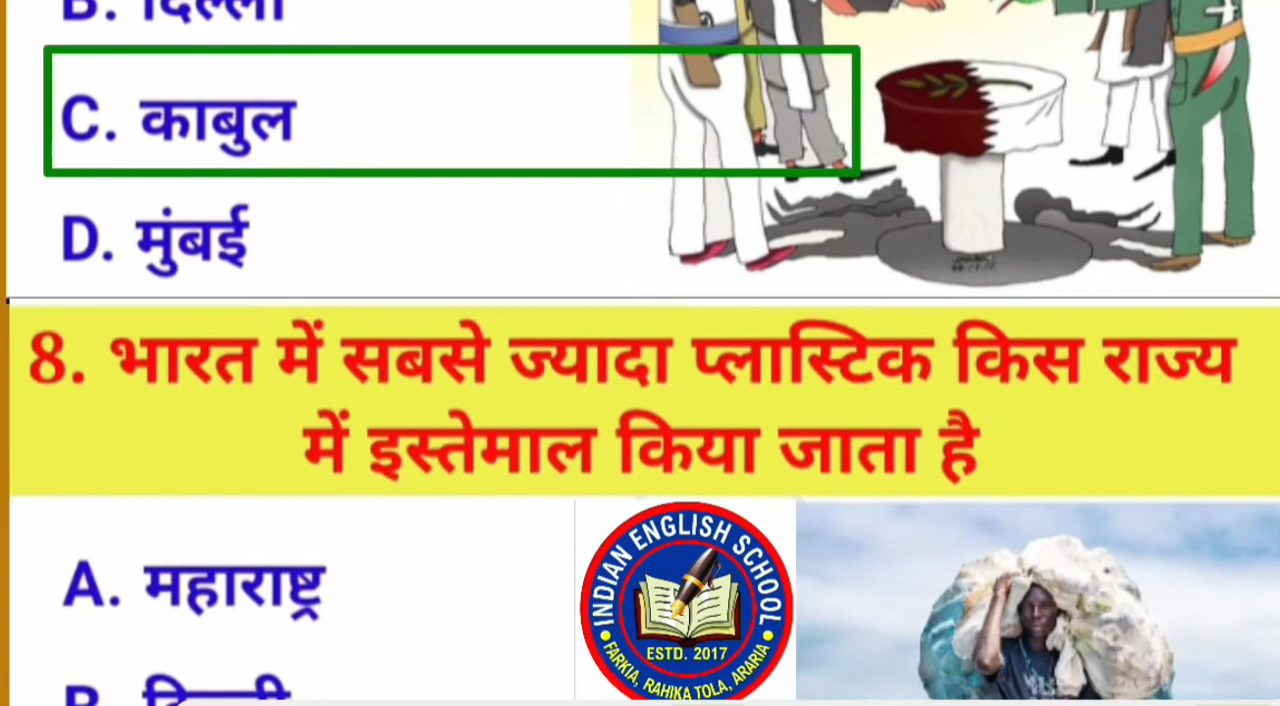 B. दिल्ली
C. काबुल
D. मुंबई
8. भारत में सबसे ज्यादा प्लास्टिक किस राज्य
में इस्तेमाल किया जाता है
A. महाराष्ट्र
INDIAN ENGLISH SCHOOL
ESTD. 2017
FARKIA, RAHIKA TOLA, ARARIA
B.